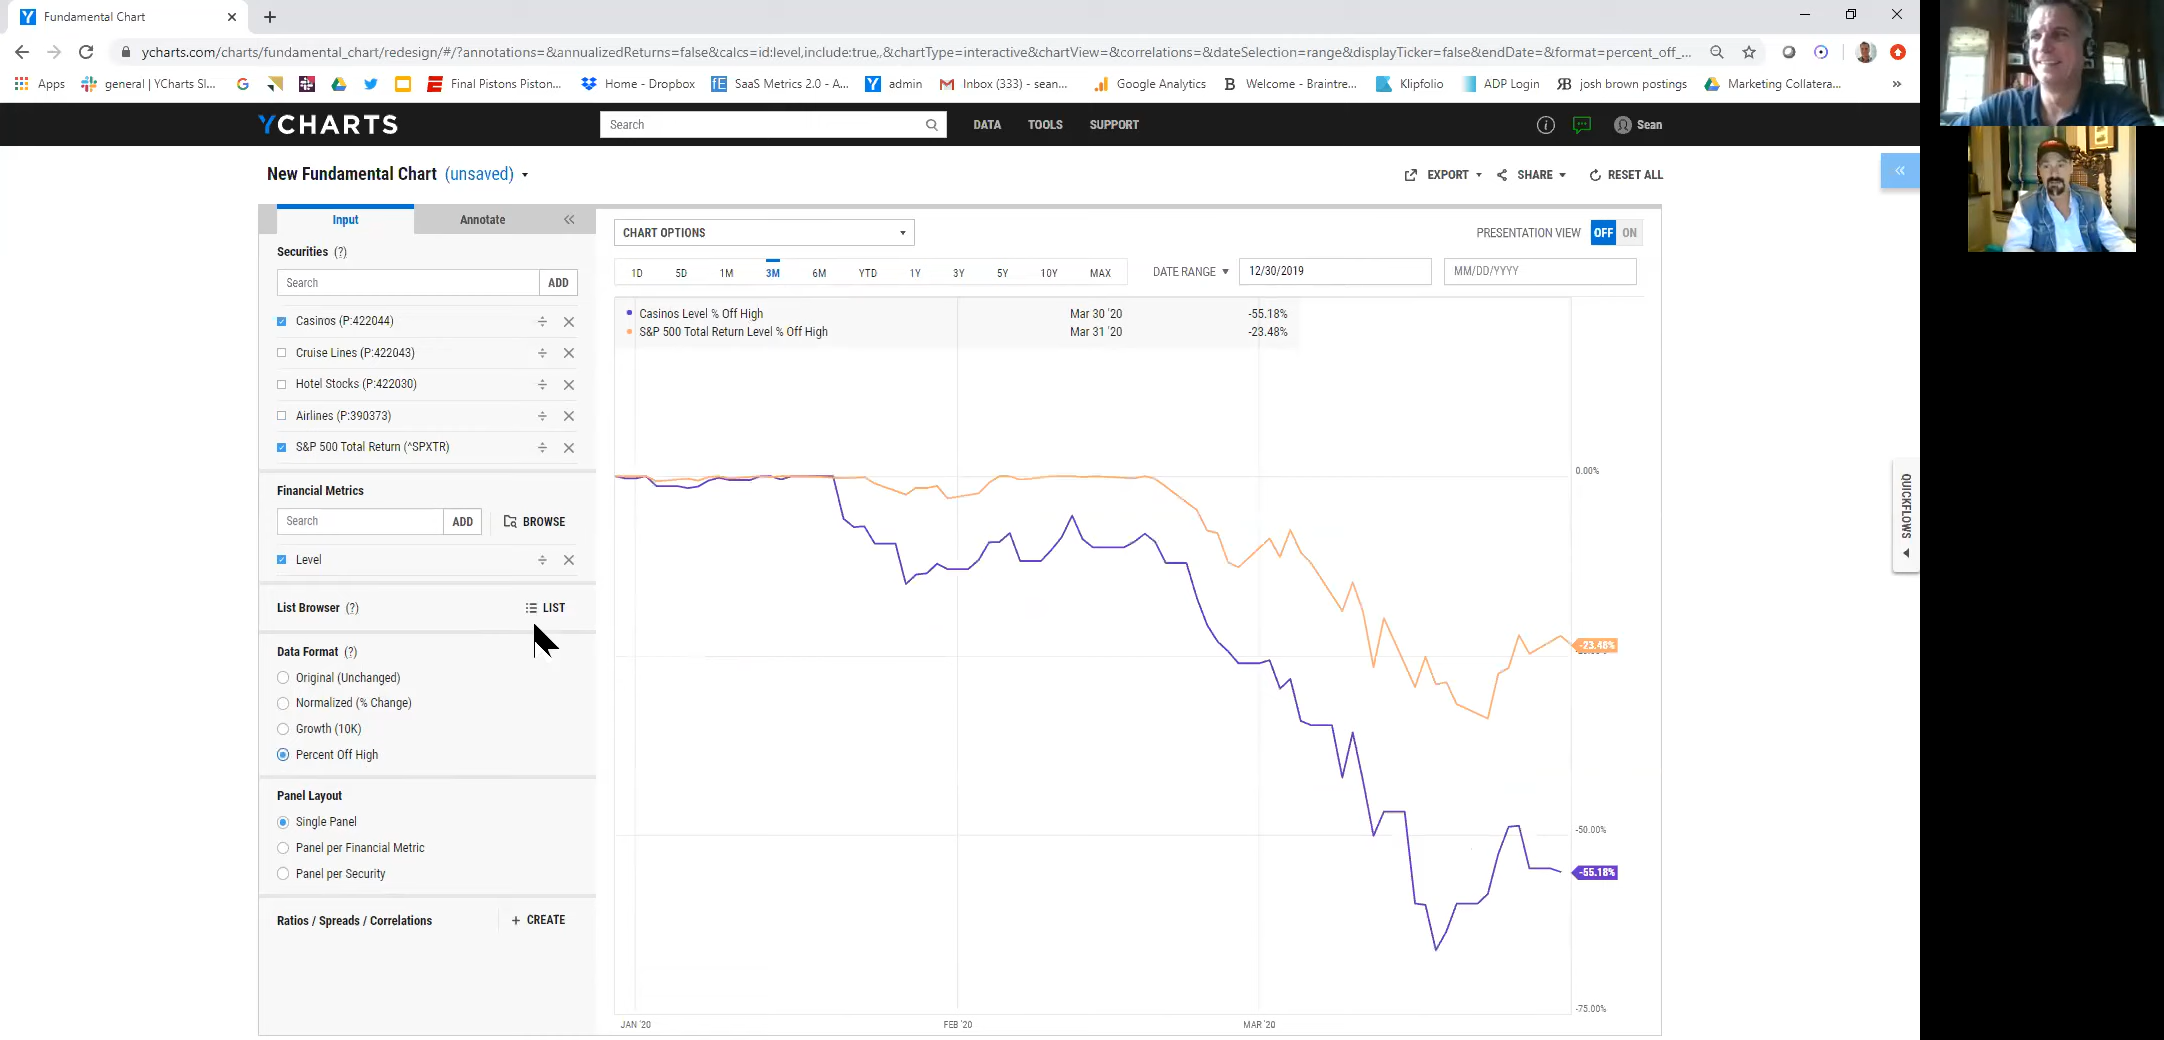 Fundamental Chart
ycharts.com/charts/fundamental_chart/redesign/#/?annotations=&annualizedReturns=false&calcs=id:level,include:true,,&chartType=interactive&chartView=&correlations=&dateSelection=range&displayTicker=false&endDate=&format=percent_off_...
Apps general | YCharts Sl... Final Pistons Piston... Home - Dropbox SaaS Metrics 2.0 - A... admin Inbox (333) - sean... Google Analytics Welcome - Braintre... Klipfolio ADP Login josh brown postings Marketing Collatera... »
YCHARTS Search DATA TOOLS SUPPORT Sean
New Fundamental Chart (unsaved) EXPORT SHARE RESET ALL
Input Annotate
Securities (?)
Search ADD
Casinos (P:422044)
Cruise Lines (P:422043)
Hotel Stocks (P:422030)
Airlines (P:390373)
S&P 500 Total Return (^SPXTR)
Financial Metrics
Search ADD BROWSE
Level
List Browser (?) LIST
Data Format (?)
Original (Unchanged)
Normalized (% Change)
Growth (10K)
Percent Off High
Panel Layout
Single Panel
Panel per Financial Metric
Panel per Security
Ratios / Spreads / Correlations + CREATE
CHART OPTIONS PRESENTATION VIEW OFF ON
1D 5D 1M 3M 6M YTD 1Y 3Y 5Y 10Y MAX DATE RANGE 12/30/2019 MM/DD/YYYY
Casinos Level % Off High Mar 30 '20 -55.18%
S&P 500 Total Return Level % Off High Mar 31 '20 -23.48%
0.00%
-23.48%
-50.00%
-55.18%
-75.00%
JAN '20 FEB '20 MAR '20
QUICKFLOWS